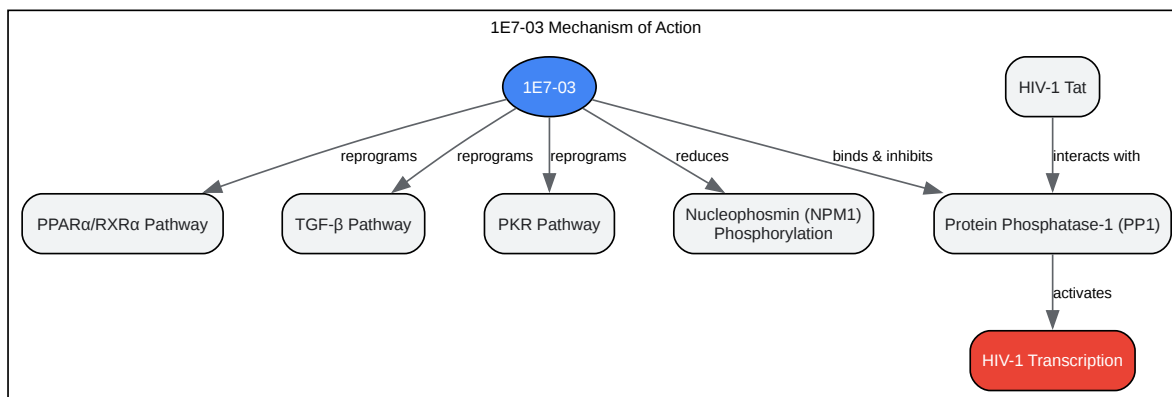 1E7-03 Mechanism of Action
1E7-03
HIV-1 Tat
reprograms
reprograms
reprograms
reduces
binds & inhibits
interacts with
PPARα/RXRα Pathway
TGF-β Pathway
PKR Pathway
Nucleophosmin (NPM1)
Phosphorylation
Protein Phosphatase-1 (PP1)
activates
HIV-1 Transcription